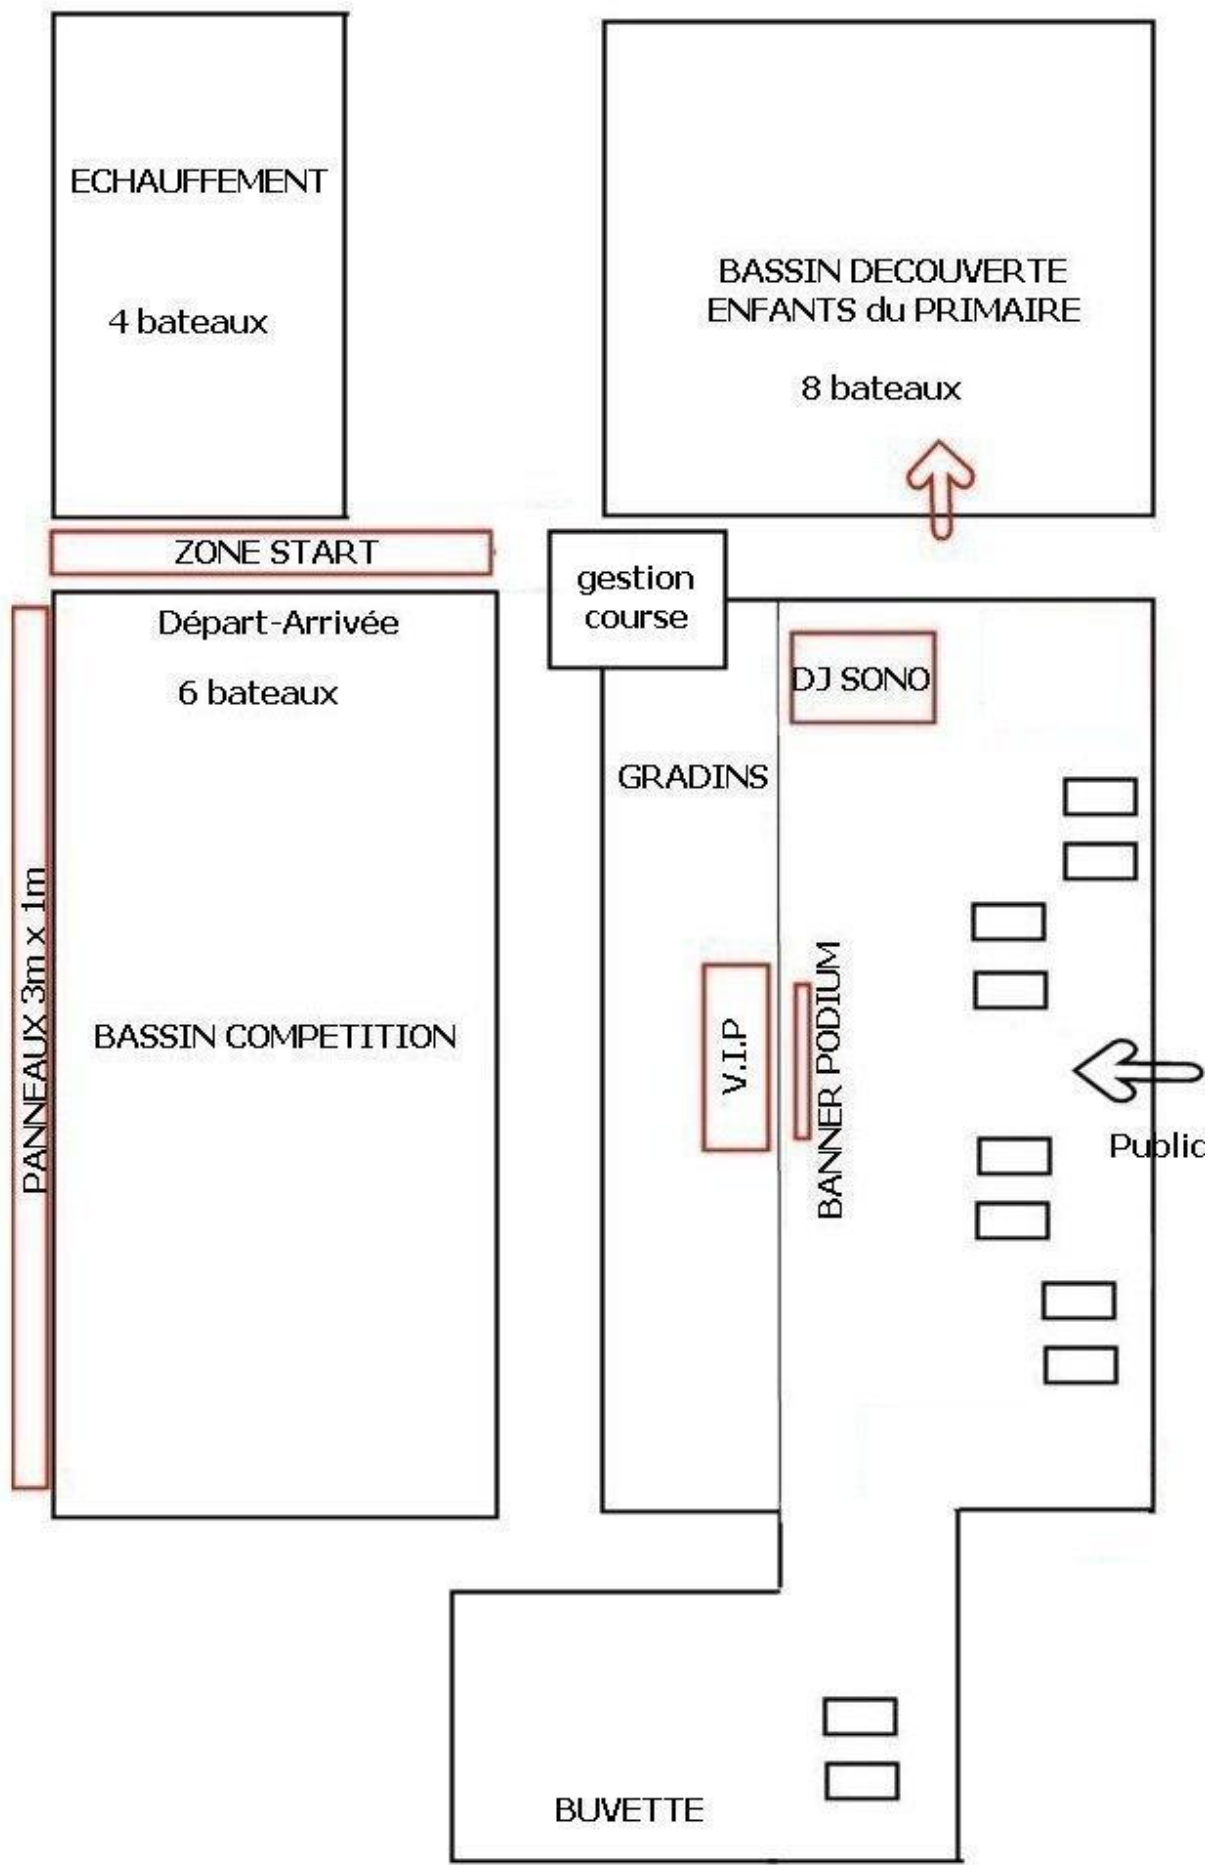 ECHAUFFEMENT
4 bateaux
BASSIN DECOUVERTE
ENFANTS du PRIMAIRE
8 bateaux
ZONE START
gestion
course
Départ-Arrivée
6 bateaux
DJ SONO
GRADINS
PANNEAUX 3m x 1m
BASSIN COMPETITION
V.I.P
BANNER PODIUM
Public
BUVETTE